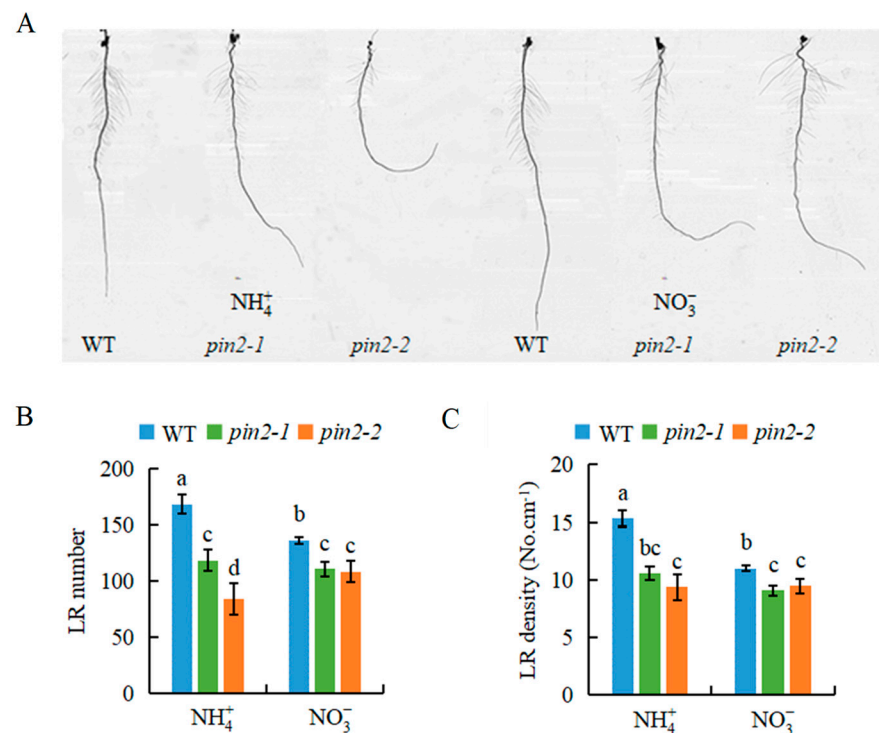 A
NH₄⁺ NO₃⁻
WT pin2-1 pin2-2 WT pin2-1 pin2-2
B
WT pin2-1 pin2-2
LR number
200
150
100
50
0
a
c
d
b
c
c
NH₄⁺ NO₃⁻
C
WT pin2-1 pin2-2
LR density (No.cm⁻¹)
20
15
10
5
0
a
bc
c
b
c
c
NH₄⁺ NO₃⁻